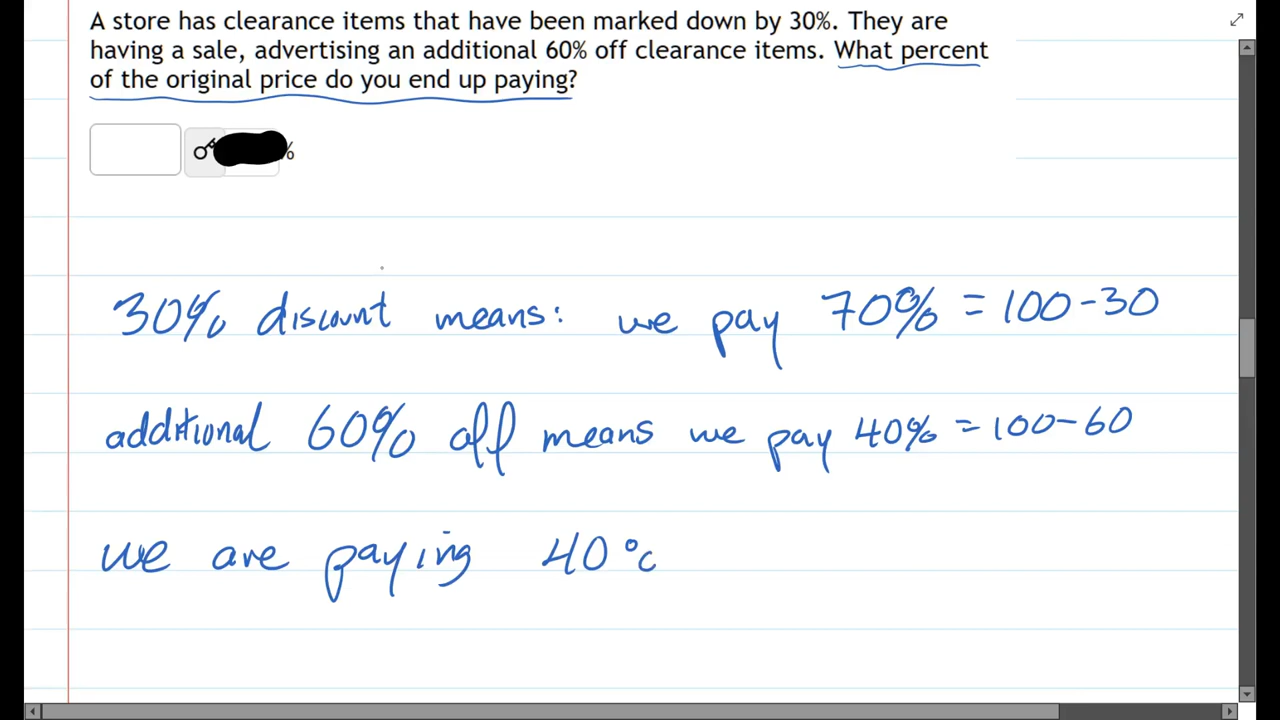 A store has clearance items that have been marked down by 30%. They are
having a sale, advertising an additional 60% off clearance items. What percent
of the original price do you end up paying?
%
30% discount means: we pay 70% = 100-30
additional 60% off means we pay 40% = 100-60
we are paying 40